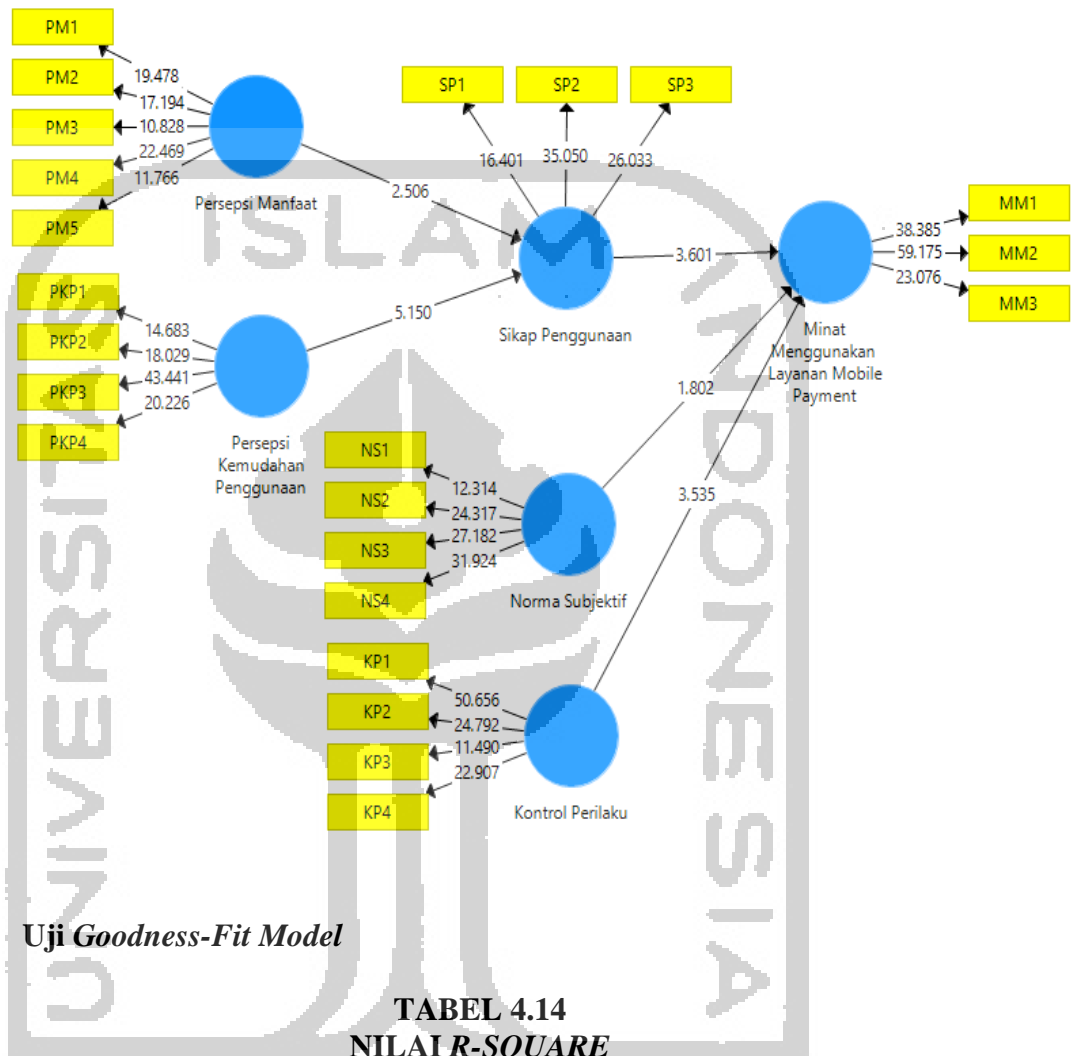 PM1
PM2
PM3
PM4
PM5
19.478
17.194
10.828
22.469
11.766
Persepsi Manfaat
SP1
SP2
SP3
16.401
35.050
26.033
2.506
Sikap Penggunaan
3.601
MM1
MM2
MM3
38.385
59.175
23.076
Minat
Menggunakan
Layanan Mobile
Payment
PKP1
PKP2
PKP3
PKP4
14.683
18.029
43.441
20.226
5.150
Persepsi
Kemudahan
Penggunaan
1.802
NS1
NS2
NS3
NS4
12.314
24.317
27.182
31.924
Norma Subjektif
3.535
KP1
KP2
KP3
KP4
50.656
24.792
11.490
22.907
Kontrol Perilaku
UNIVERSITAS
ISLAM
INDONESIA
Uji Goodness-Fit Model
TABEL 4.14
NILAI R-SQUARE